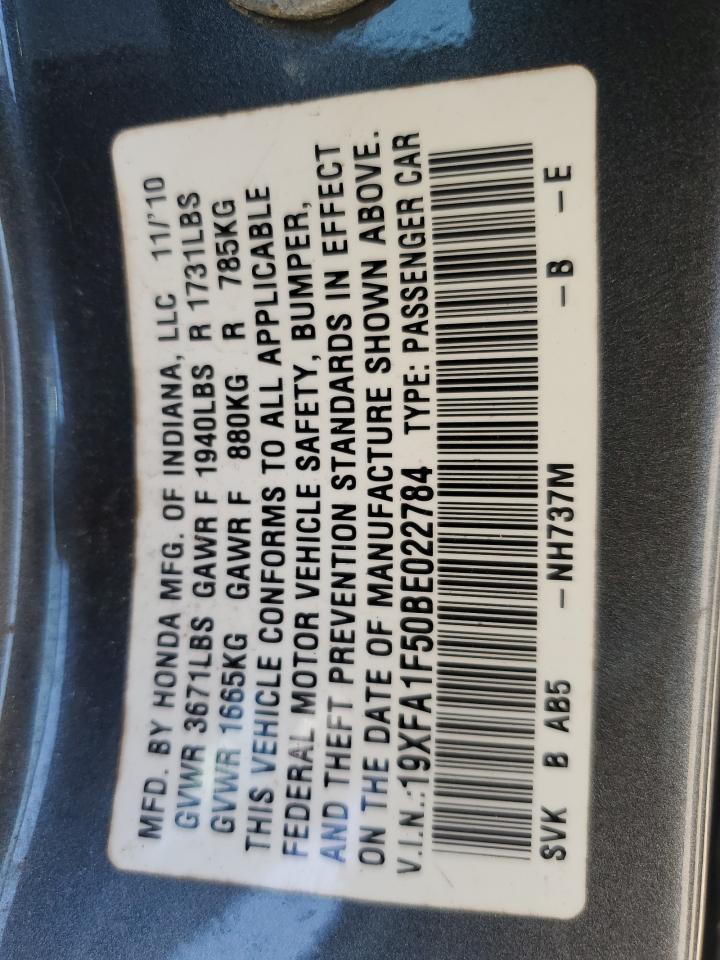 MFD. BY HONDA MFG. OF INDIANA, LLC 11/'10
GVWR 3671LBS GAWR F 1940LBS R 1731LBS
GVWR 1665KG GAWR F 880KG R 785KG
THIS VEHICLE CONFORMS TO ALL APPLICABLE
FEDERAL MOTOR VEHICLE SAFETY, BUMPER,
AND THEFT PREVENTION STANDARDS IN EFFECT
ON THE DATE OF MANUFACTURE SHOWN ABOVE.
V.I.N.:19XFA1F50BE022784 TYPE: PASSENGER CAR
SVK B AB5 -NH737M -B -E